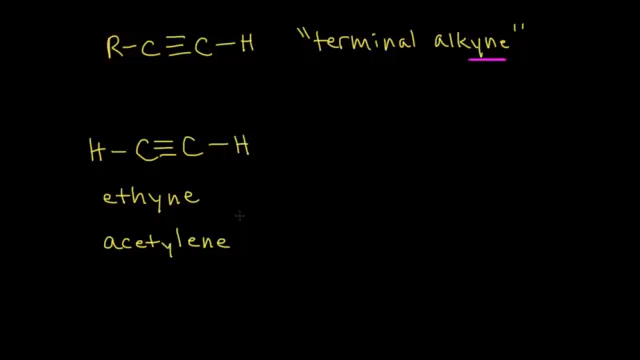 R-C≡C-H "terminal alkyne"
H-C≡C-H
ethyne
acetylene